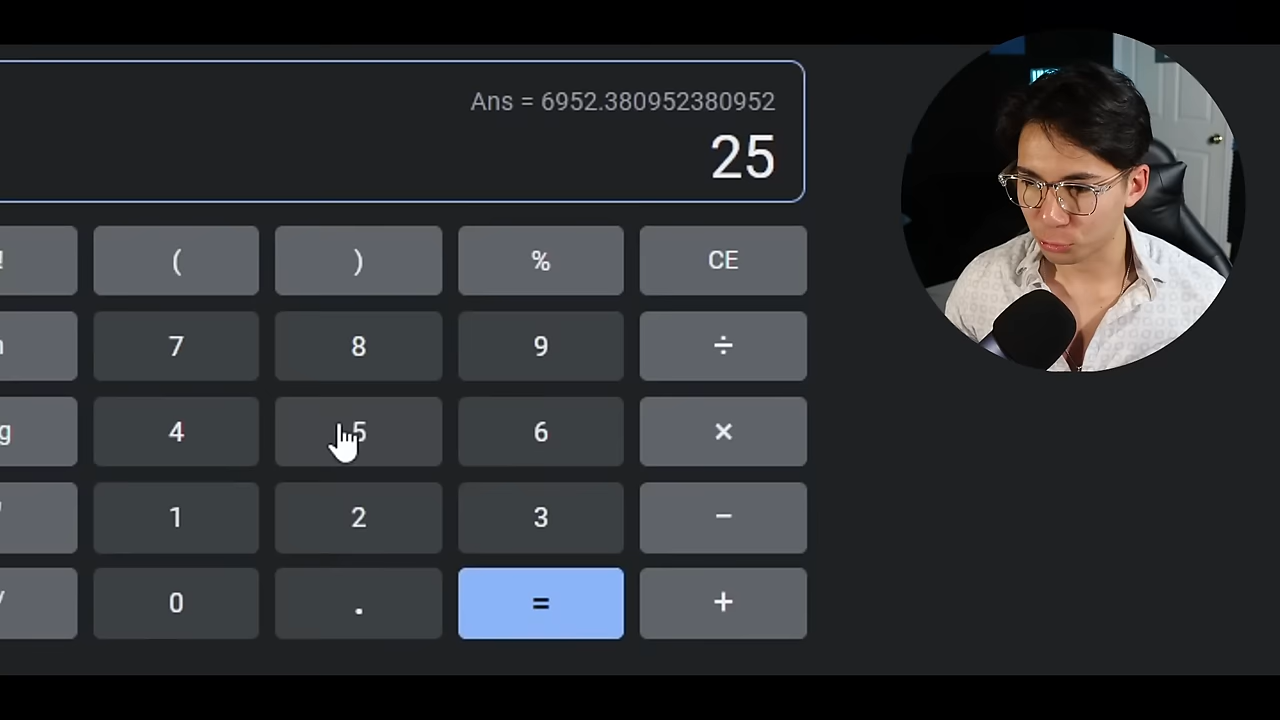 Ans = 6952.380952380952
25
! ( ) % CE
7 8 9 ÷
g 4 5 6 ×
1 2 3 −
0 . = +